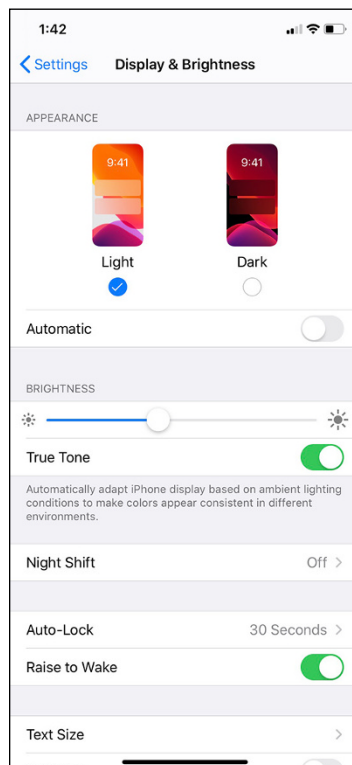 1:42
Settings
Display & Brightness
APPEARANCE
9:41
9:41
Light
Dark
Automatic
BRIGHTNESS
True Tone
Automatically adapt iPhone display based on ambient lighting
conditions to make colors appear consistent in different
environments.
Night Shift Off
Auto-Lock 30 Seconds
Raise to Wake
Text Size